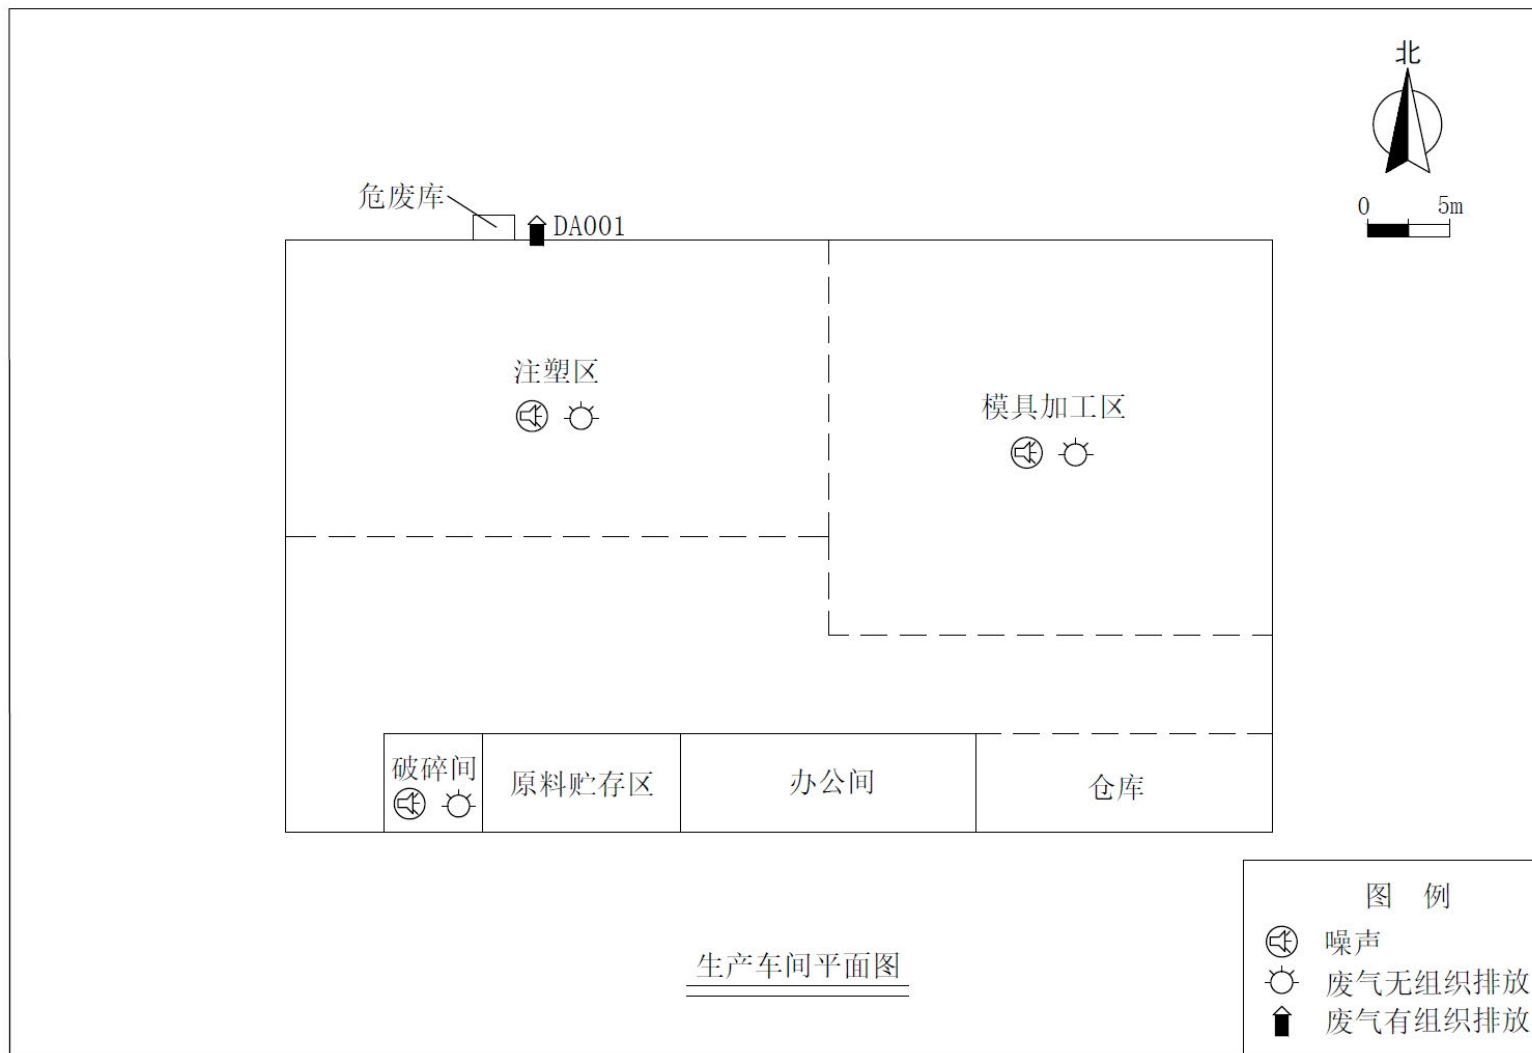 北
0 5m
危废库
DA001
注塑区
模具加工区
破碎间
原料贮存区
办公间
仓库
生产车间平面图
图 例
噪声
废气无组织排放
废气有组织排放